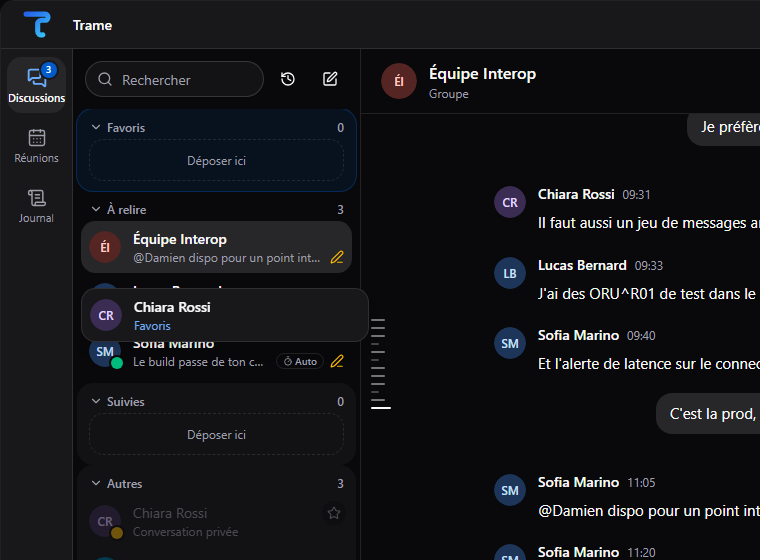 Trame
3
Discussions
Réunions
Journal
Rechercher
Favoris 0
Déposer ici
À relire 3
ÉI
Équipe Interop
@Damien dispo pour un point int...
CR
Chiara Rossi
Favoris
SM
Sofia Marino
Le build passe de ton c... Auto
Suivies 0
Déposer ici
Autres 3
CR
Chiara Rossi
Conversation privée
ÉI
Équipe Interop
Groupe
Je préfère
CR
Chiara Rossi 09:31
Il faut aussi un jeu de messages
LB
Lucas Bernard 09:33
J'ai des ORU^R01 de test dans le
SM
Sofia Marino 09:40
Et l'alerte de latence sur le
C'est la prod,
SM
Sofia Marino 11:05
@Damien dispo pour un point
SM
Sofia Marino 11:20